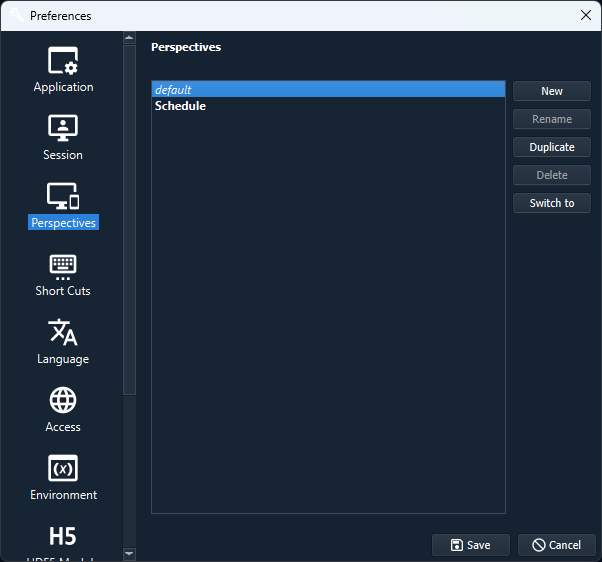 Preferences
Application
Session
Perspectives
Short Cuts
Language
Access
Environment
H5
Perspectives
default
Schedule
New
Rename
Duplicate
Delete
Switch to
Save
Cancel